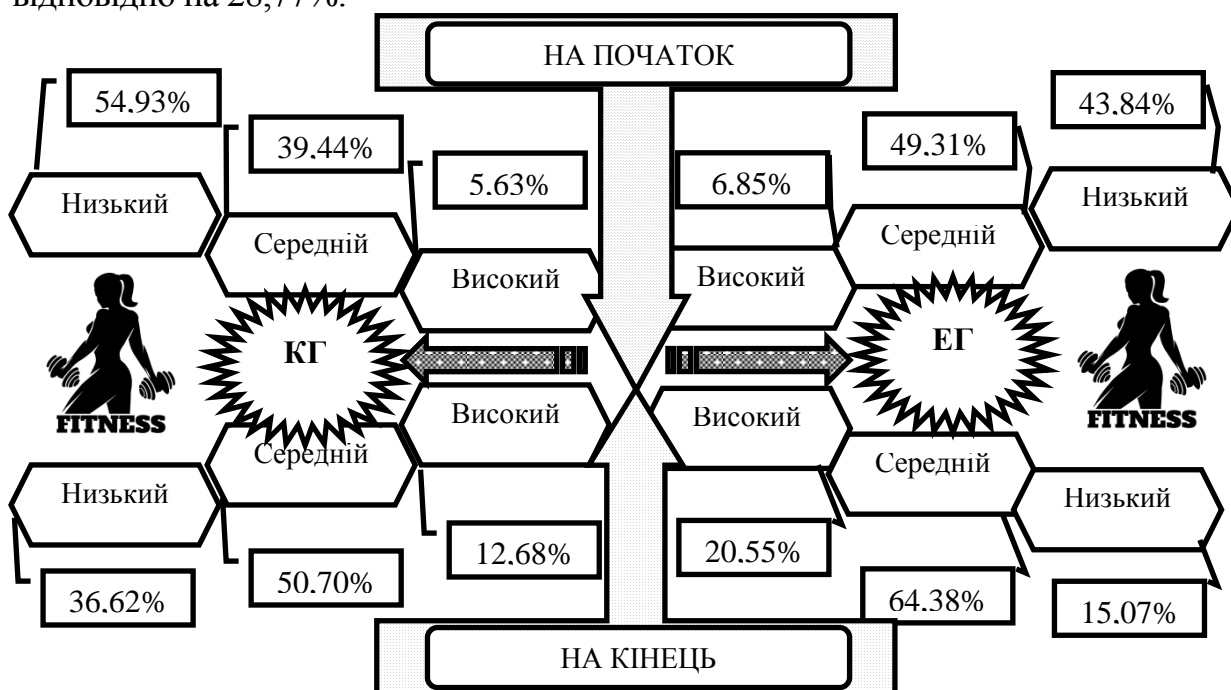 відповідно на 28,77%.
НА ПОЧАТОК
54,93%
39,44%
5,63%
6,85%
49,31%
43,84%
Низький
Середній
Високий
Високий
Середній
Низький
КГ
ЕГ
FITNESS
FITNESS
Низький
Середній
Високий
Високий
Середній
Низький
36,62%
50,70%
12,68%
20,55%
64,38%
15,07%
НА КІНЕЦЬ